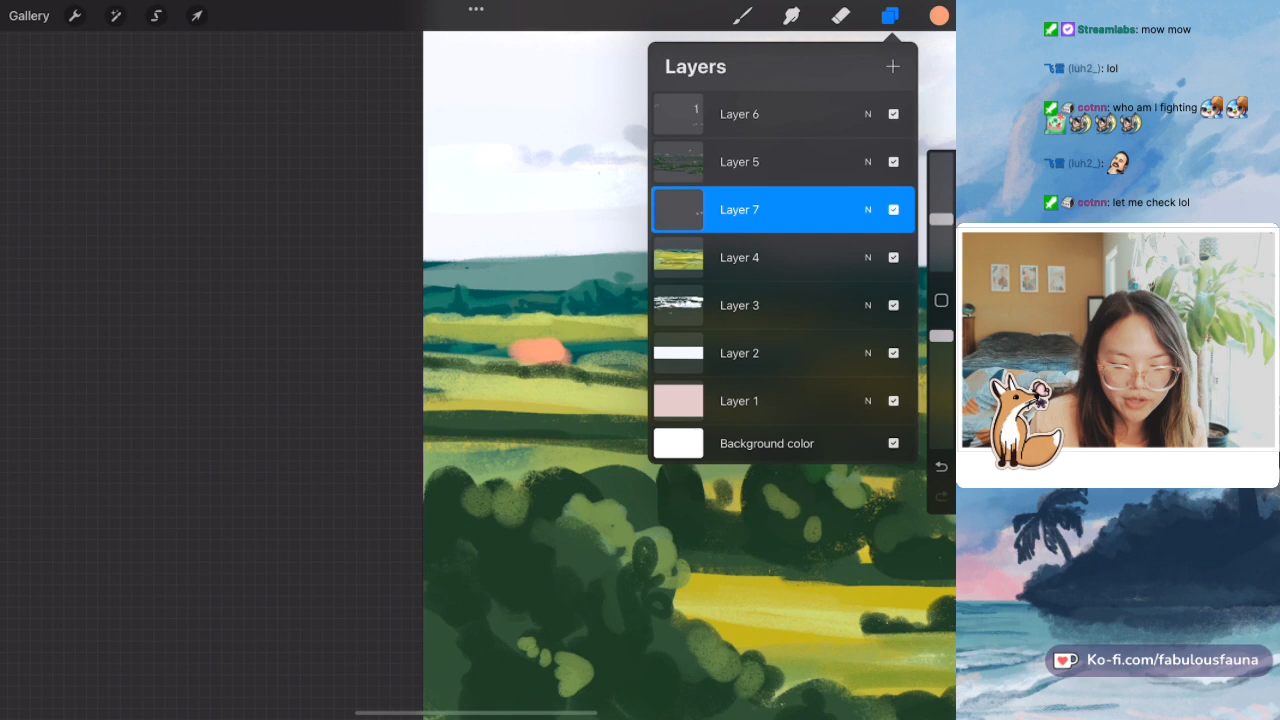 Gallery
Layers
Layer 6 N
Layer 5 N
Layer 7 N
Layer 4 N
Layer 3 N
Layer 2 N
Layer 1 N
Background color
Streamlabs: mow mow
(luh2_): lol
cotnn: who am I fighting
(luh2_):
cotnn: let me check lol
Ko-fi.com/fabulousfauna